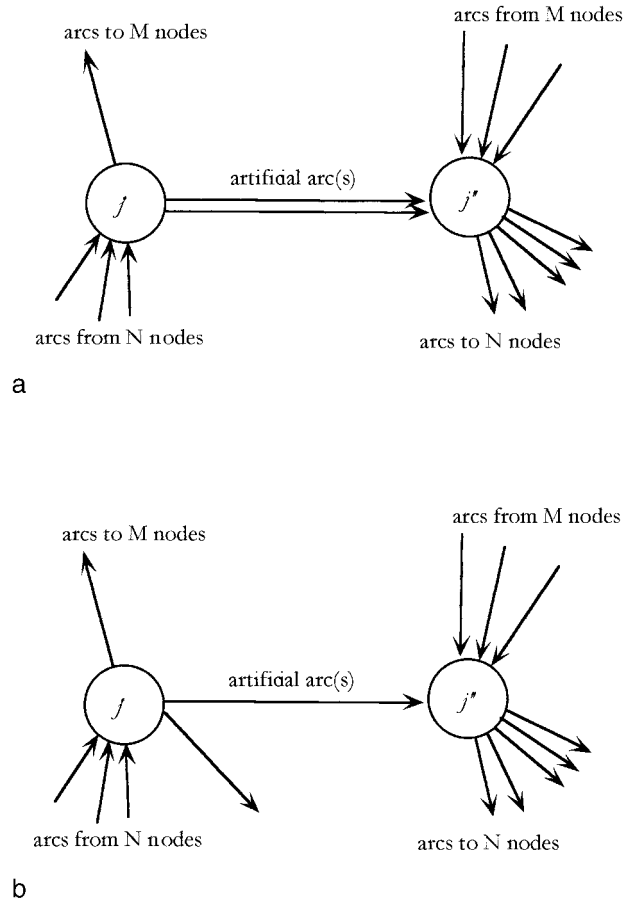 arcs to M nodes
arcs from M nodes
artificial arc(s)
j
j"
arcs from N nodes
arcs to N nodes
a
arcs to M nodes
arcs from M nodes
artificial arc(s)
j
j"
arcs from N nodes
arcs to N nodes
b